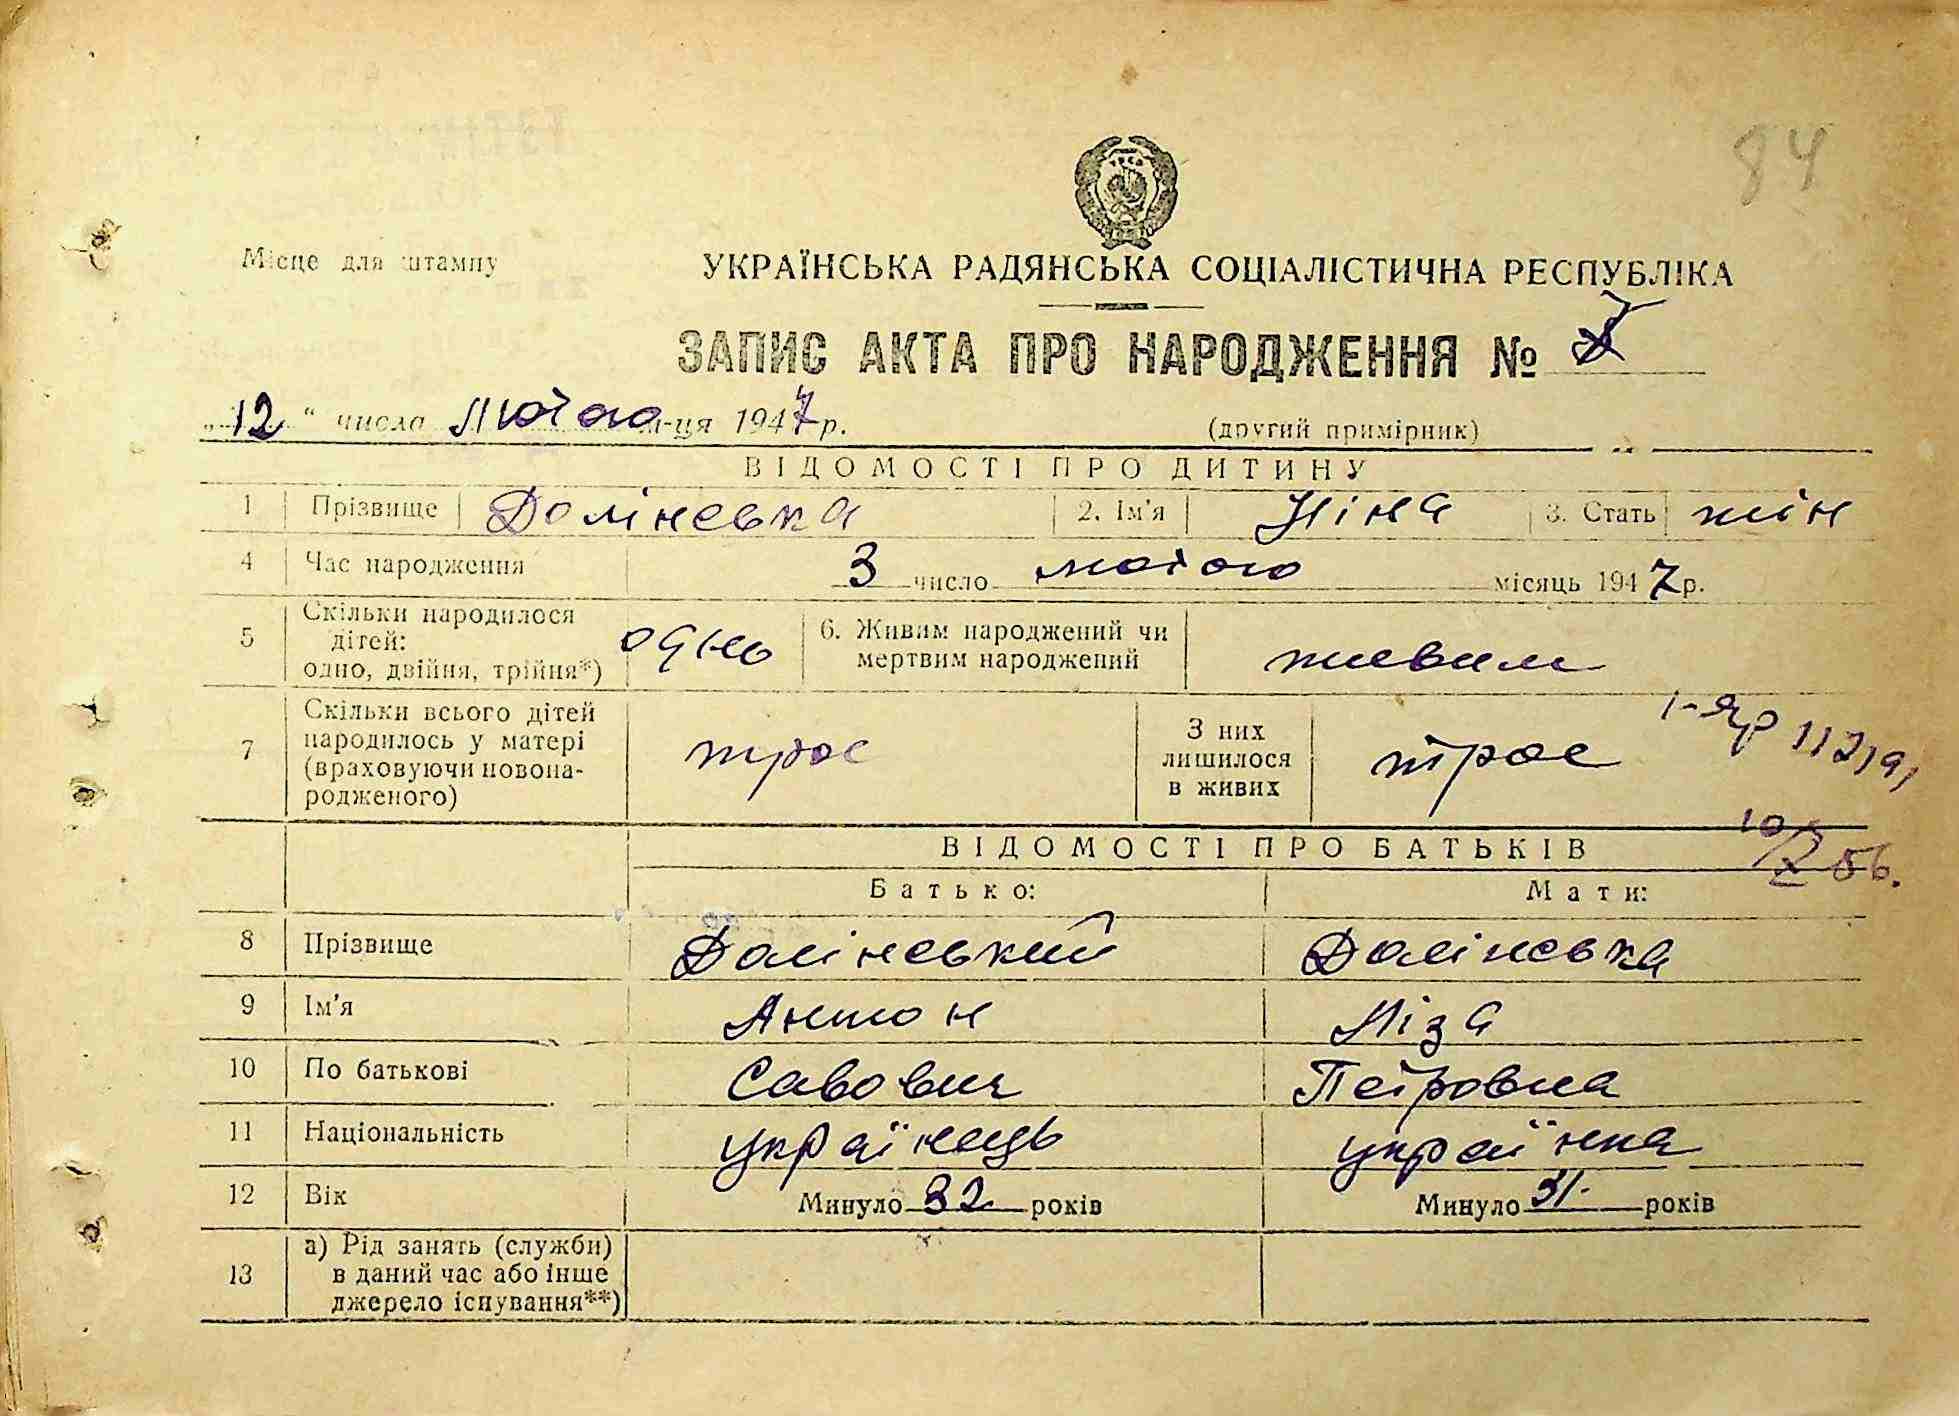 84
Місце для штампу
УКРАЇНСЬКА РАДЯНСЬКА СОЦІАЛІСТИЧНА РЕСПУБЛІКА
ЗАПИС АКТА ПРО НАРОДЖЕННЯ №
„12“ числа Лютого м-ця 1947 р. (другий примірник)
ВІДОМОСТІ ПРО ДИТИНУ
1 Прізвище Долінська 2. Ім'я Ніна 3. Стать жін
4 Час народження 3 число лютого місяць 1947 р.
5 Скільки народилося дітей: одно, двійня, трійня*) одно 6. Живим народжений чи мертвим народжений живим
7 Скільки всього дітей народилось у матері (враховуючи новонародженого) троє З них лишилося в живих троє
ВІДОМОСТІ ПРО БАТЬКІВ
Батько: Мати:
8 Прізвище Долінський Долінська
9 Ім'я Антон Ліза
10 По батькові Савович Петровна
11 Національність українець українка
12 Вік Минуло 32 років Минуло 31 років
13 а) Рід занять (служби) в даний час або інше джерело існування**)